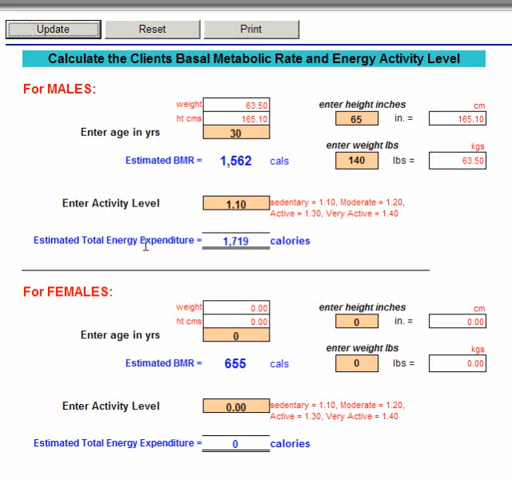 Update Reset Print
Calculate the Clients Basal Metabolic Rate and Energy Activity Level
For MALES:
weight 63.50 enter height inches cm
ht cms 165.10 65 in. = 165.10
Enter age in yrs 30
enter weight lbs kgs
Estimated BMR = 1,562 cals 140 lbs = 63.50
Enter Activity Level 1.10 sedentary = 1.10, Moderate = 1.20,
Active = 1.30, Very Active = 1.40
Estimated Total Energy Expenditure = 1,719 calories
For FEMALES:
weight 0.00 enter height inches cm
ht cms 0.00 0 in. = 0.00
Enter age in yrs 0
enter weight lbs kgs
Estimated BMR = 655 cals 0 lbs = 0.00
Enter Activity Level 0.00 sedentary = 1.10, Moderate = 1.20,
Active = 1.30, Very Active = 1.40
Estimated Total Energy Expenditure = 0 calories